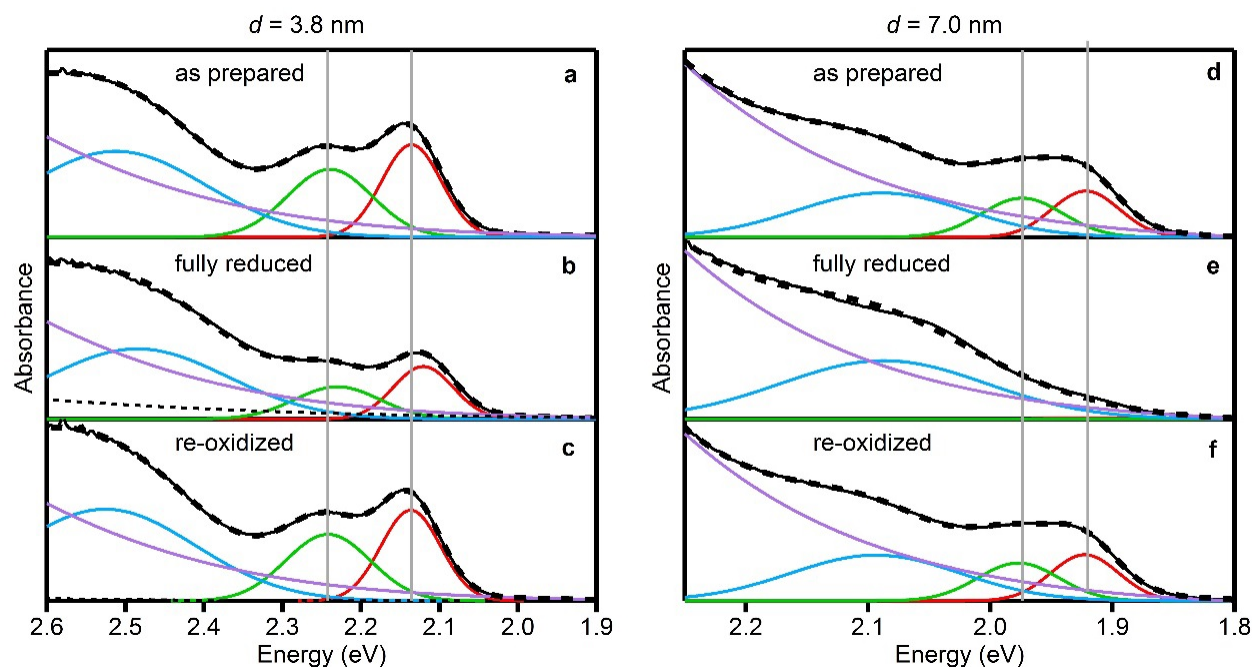 d = 3.8 nm
as prepared
a
fully reduced
b
re-oxidized
c
Absorbance
2.6 2.5 2.4 2.3 2.2 2.1 2.0 1.9
Energy (eV)
d = 7.0 nm
as prepared
d
fully reduced
e
re-oxidized
f
Absorbance
2.2 2.1 2.0 1.9 1.8
Energy (eV)